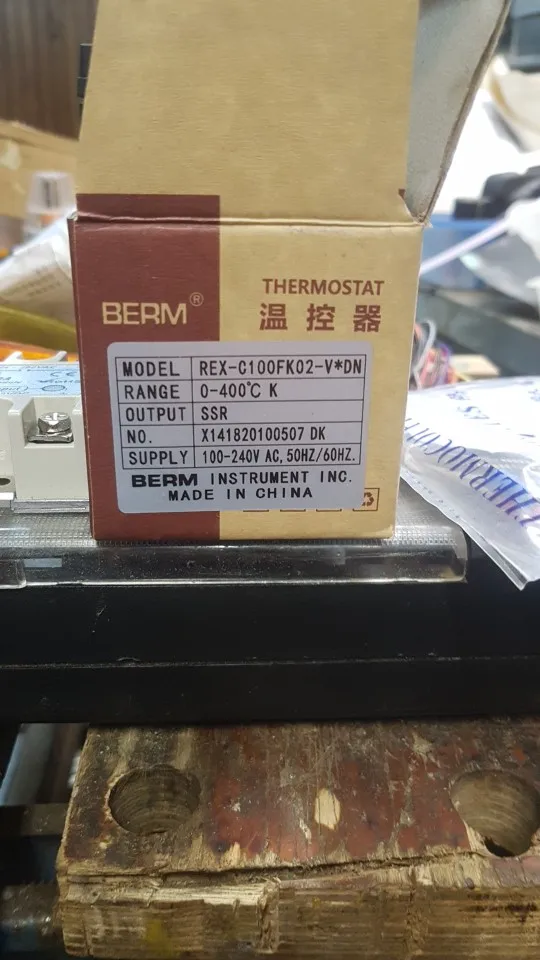 BERM®
THERMOSTAT
温控器
MODEL REX-C100FK02-V*DN
RANGE 0-400℃ K
OUTPUT SSR
NO. X141820100507 DK
SUPPLY 100-240V AC, 50HZ/60HZ.
BERM INSTRUMENT INC.
MADE IN CHINA